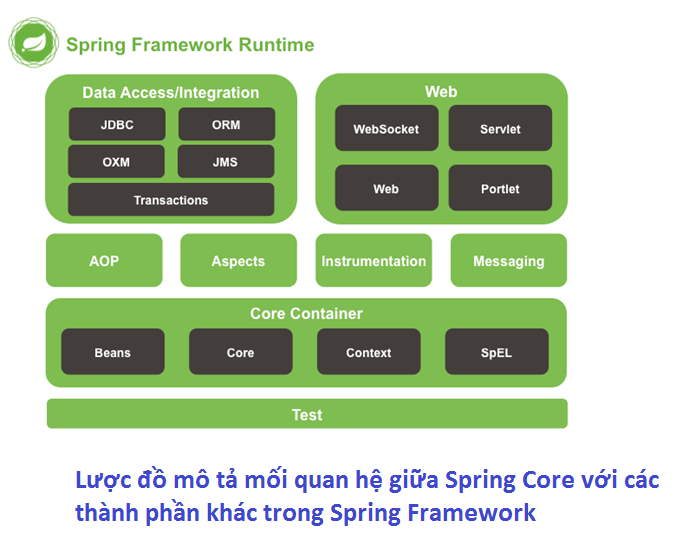 Spring Framework Runtime
Data Access/Integration
JDBC
ORM
OXM
JMS
Transactions
Web
WebSocket
Servlet
Web
Portlet
AOP
Aspects
Instrumentation
Messaging
Core Container
Beans
Core
Context
SpEL
Test
Lược đồ mô tả mối quan hệ giữa Spring Core với các
thành phần khác trong Spring Framework